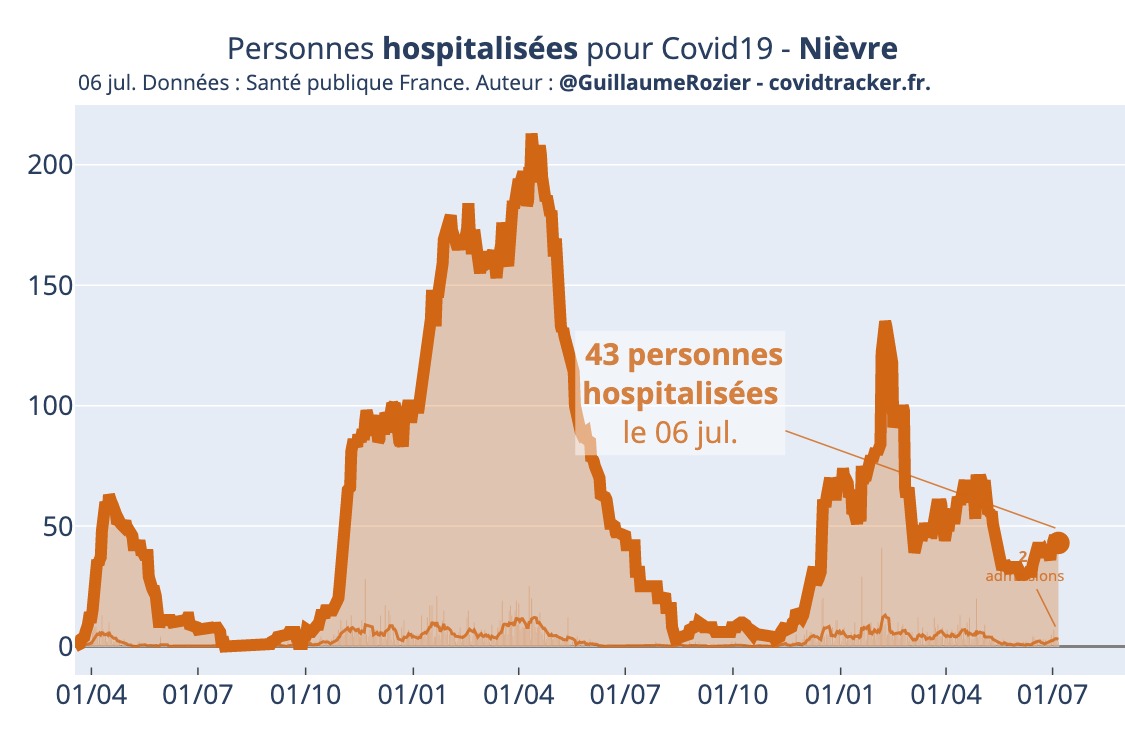 Personnes hospitalisées pour Covid19 - Nièvre
06 jul. Données : Santé publique France. Auteur : @GuillaumeRozier - covidtracker.fr.
200
150
100
50
0
43 personnes
hospitalisées
le 06 jul.
2
admissions
01/04 01/07 01/10 01/01 01/04 01/07 01/10 01/01 01/04 01/07